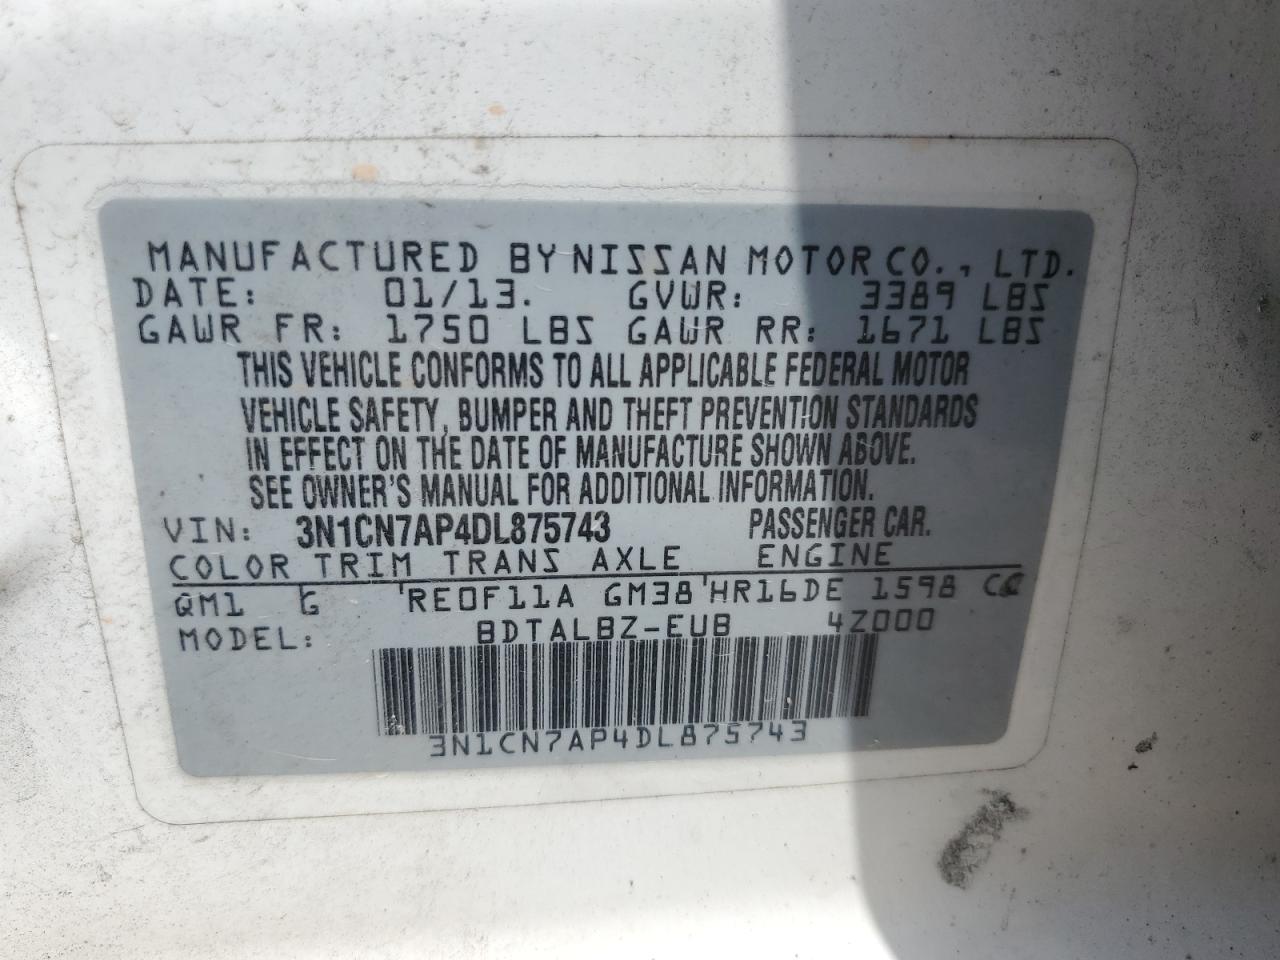 MANUFACTURED BY NISSAN MOTOR CO., LTD.
DATE: 01/13. GVWR: 3389 LBS
GAWR FR: 1750 LBS GAWR RR: 1671 LBS
THIS VEHICLE CONFORMS TO ALL APPLICABLE FEDERAL MOTOR
VEHICLE SAFETY, BUMPER AND THEFT PREVENTION STANDARDS
IN EFFECT ON THE DATE OF MANUFACTURE SHOWN ABOVE.
SEE OWNER'S MANUAL FOR ADDITIONAL INFORMATION.
VIN: 3N1CN7AP4DL875743 PASSENGER CAR.
COLOR TRIM TRANS AXLE ENGINE
QM1 G RE0F11A GM38 HR16DE 1598 CC
MODEL: BDTALBZ-EUB 4Z000
3N1CN7AP4DL875743